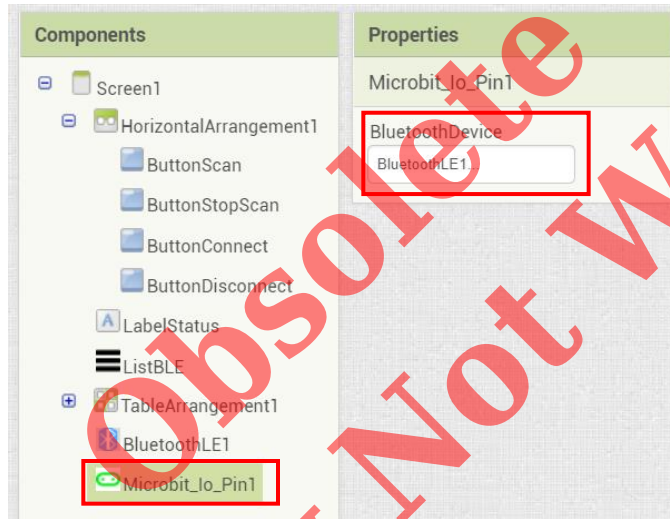 Components
Screen1
HorizontalArrangement1
ButtonScan
ButtonStopScan
ButtonConnect
ButtonDisconnect
LabelStatus
ListBLE
TableArrangement1
BluetoothLE1
Microbit_Io_Pin1
Properties
Microbit_Io_Pin1
BluetoothDevice
BluetoothLE1...
Obsolete
Not W